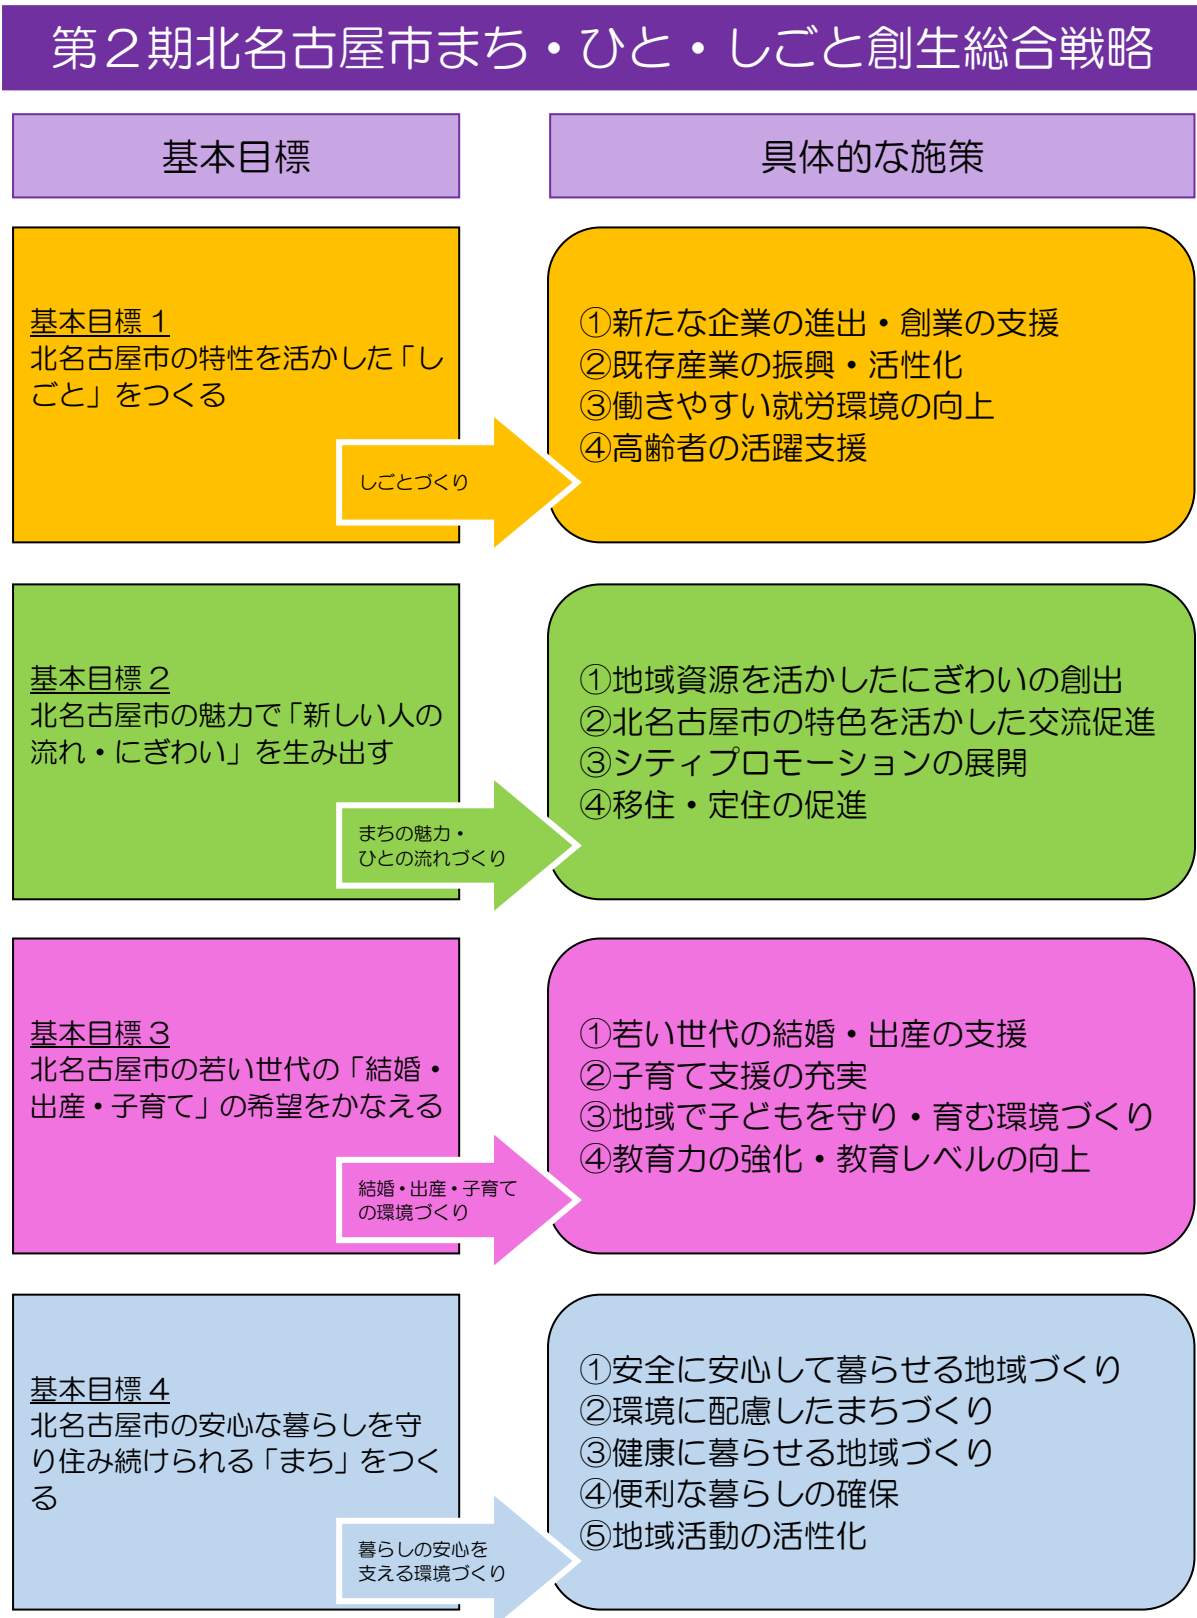 第２期北名古屋市まち・ひと・しごと創生総合戦略
基本目標
具体的な施策
基本目標１
北名古屋市の特性を活かした「し
ごと」をつくる
しごとづくり
①新たな企業の進出・創業の支援
②既存産業の振興・活性化
③働きやすい就労環境の向上
④高齢者の活躍支援
基本目標２
北名古屋市の魅力で「新しい人の
流れ・にぎわい」を生み出す
まちの魅力・
ひとの流れづくり
①地域資源を活かしたにぎわいの創出
②北名古屋市の特色を活かした交流促進
③シティプロモーションの展開
④移住・定住の促進
基本目標３
北名古屋市の若い世代の「結婚・
出産・子育て」の希望をかなえる
結婚・出産・子育て
の環境づくり
①若い世代の結婚・出産の支援
②子育て支援の充実
③地域で子どもを守り・育む環境づくり
④教育力の強化・教育レベルの向上
基本目標４
北名古屋市の安心な暮らしを守
り住み続けられる「まち」をつく
る
暮らしの安心を
支える環境づくり
①安全に安心して暮らせる地域づくり
②環境に配慮したまちづくり
③健康に暮らせる地域づくり
④便利な暮らしの確保
⑤地域活動の活性化